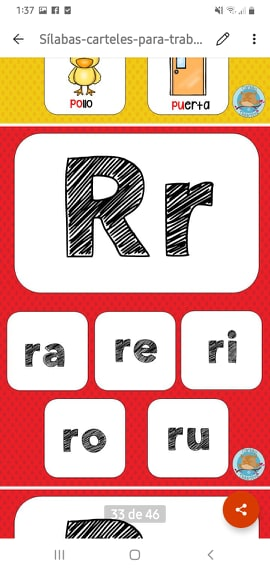 1:37
Sílabas-carteles-para-trab...
pollo puerta
Rr
ra re ri
ro ru
33 de 46